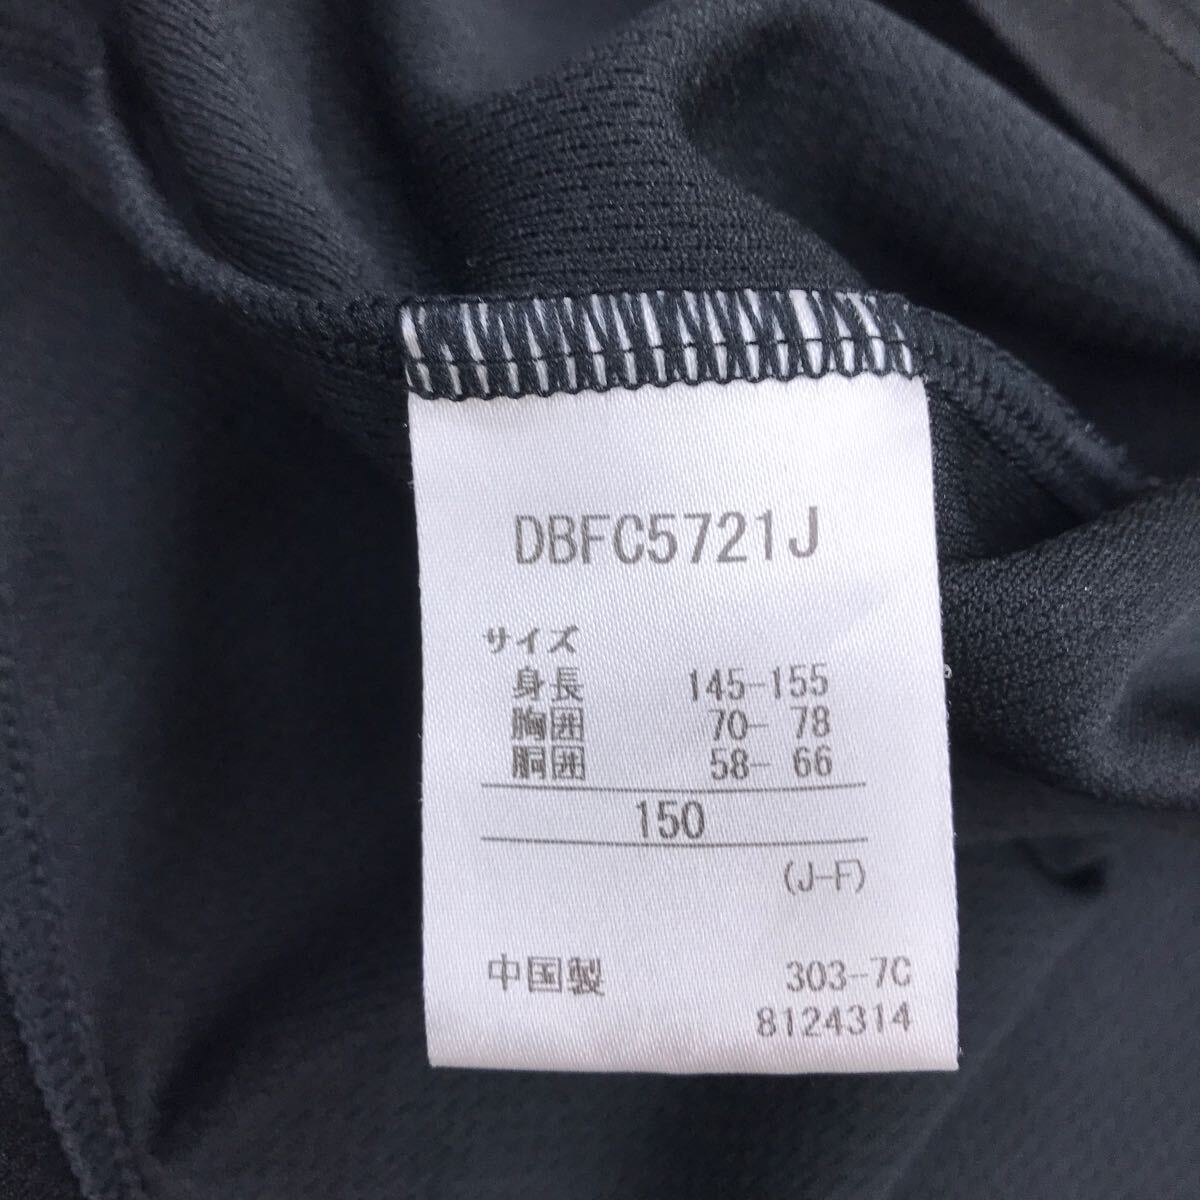 DBFC5721J
サイズ
身長 145-155
胸囲 70- 78
胴囲 58- 66
150
(J-F)
中国製 303-7C
8124314